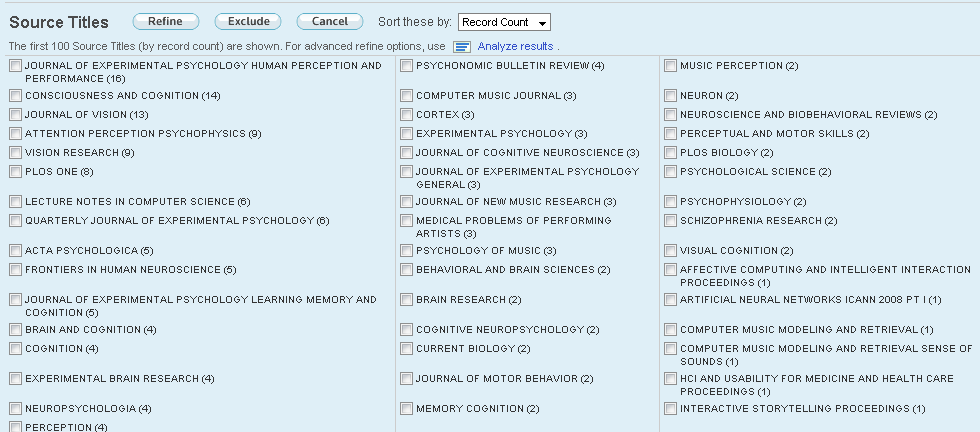 Source Titles Refine Exclude Cancel Sort these by: Record Count
The first 100 Source Titles (by record count) are shown. For advanced refine options, use Analyze results .
JOURNAL OF EXPERIMENTAL PSYCHOLOGY HUMAN PERCEPTION AND
PERFORMANCE (16)
CONSCIOUSNESS AND COGNITION (14)
JOURNAL OF VISION (13)
ATTENTION PERCEPTION PSYCHOPHYSICS (9)
VISION RESEARCH (9)
PLOS ONE (8)
LECTURE NOTES IN COMPUTER SCIENCE (6)
QUARTERLY JOURNAL OF EXPERIMENTAL PSYCHOLOGY (6)
ACTA PSYCHOLOGICA (5)
FRONTIERS IN HUMAN NEUROSCIENCE (5)
JOURNAL OF EXPERIMENTAL PSYCHOLOGY LEARNING MEMORY AND
COGNITION (5)
BRAIN AND COGNITION (4)
COGNITION (4)
EXPERIMENTAL BRAIN RESEARCH (4)
NEUROPSYCHOLOGIA (4)
PERCEPTION (4)
PSYCHONOMIC BULLETIN REVIEW (4)
COMPUTER MUSIC JOURNAL (3)
CORTEX (3)
EXPERIMENTAL PSYCHOLOGY (3)
JOURNAL OF COGNITIVE NEUROSCIENCE (3)
JOURNAL OF EXPERIMENTAL PSYCHOLOGY
GENERAL (3)
JOURNAL OF NEW MUSIC RESEARCH (3)
MEDICAL PROBLEMS OF PERFORMING
ARTISTS (3)
PSYCHOLOGY OF MUSIC (3)
BEHAVIORAL AND BRAIN SCIENCES (2)
BRAIN RESEARCH (2)
COGNITIVE NEUROPSYCHOLOGY (2)
CURRENT BIOLOGY (2)
JOURNAL OF MOTOR BEHAVIOR (2)
MEMORY COGNITION (2)
MUSIC PERCEPTION (2)
NEURON (2)
NEUROSCIENCE AND BIOBEHAVIORAL REVIEWS (2)
PERCEPTUAL AND MOTOR SKILLS (2)
PLOS BIOLOGY (2)
PSYCHOLOGICAL SCIENCE (2)
PSYCHOPHYSIOLOGY (2)
SCHIZOPHRENIA RESEARCH (2)
VISUAL COGNITION (2)
AFFECTIVE COMPUTING AND INTELLIGENT INTERACTION
PROCEEDINGS (1)
ARTIFICIAL NEURAL NETWORKS ICANN 2008 PT I (1)
COMPUTER MUSIC MODELING AND RETRIEVAL (1)
COMPUTER MUSIC MODELING AND RETRIEVAL SENSE OF
SOUNDS (1)
HCI AND USABILITY FOR MEDICINE AND HEALTH CARE
PROCEEDINGS (1)
INTERACTIVE STORYTELLING PROCEEDINGS (1)